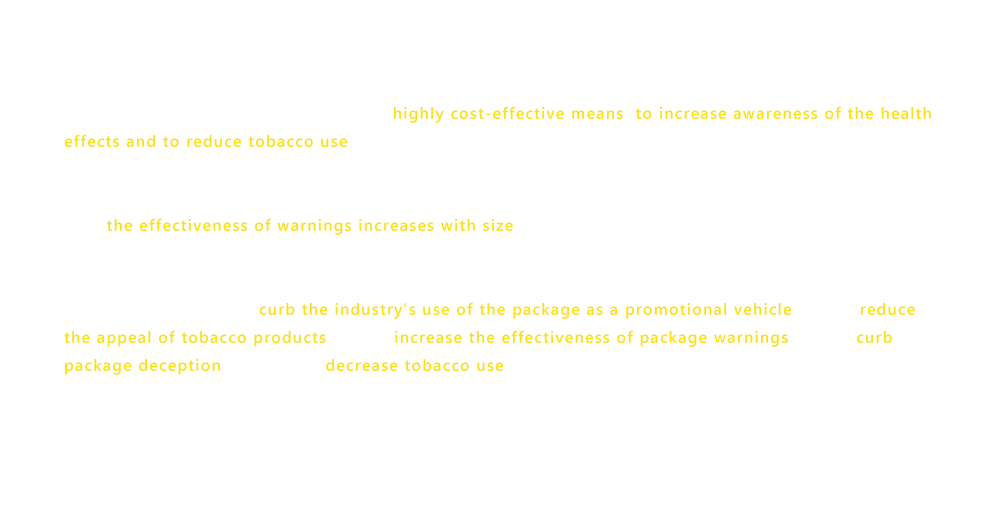 highly cost-effective means to increase awareness of the health
effects and to reduce tobacco use
the effectiveness of warnings increases with size
curb the industry’s use of the package as a promotional vehicle reduce
the appeal of tobacco products increase the effectiveness of package warnings curb
package deception decrease tobacco use